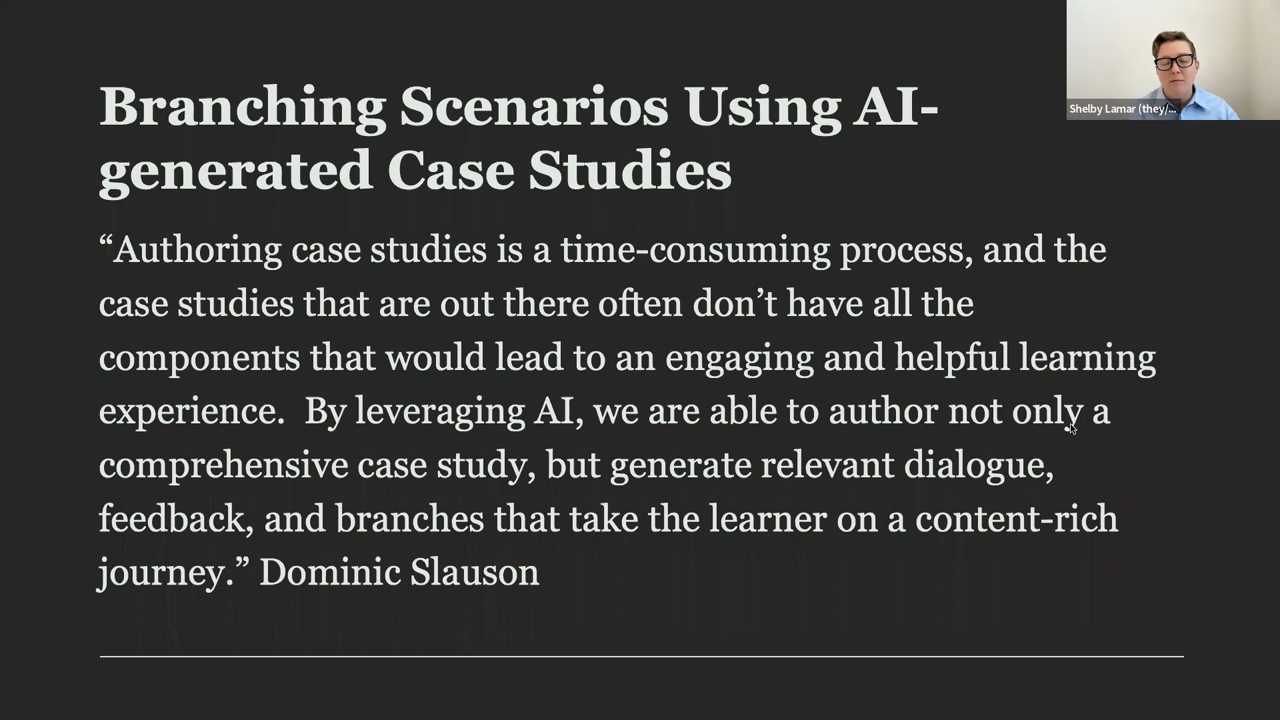 Branching Scenarios Using AI-
generated Case Studies
“Authoring case studies is a time-consuming process, and the
case studies that are out there often don’t have all the
components that would lead to an engaging and helpful learning
experience.  By leveraging AI, we are able to author not only a
comprehensive case study, but generate relevant dialogue,
feedback, and branches that take the learner on a content-rich
journey.” Dominic Slauson
Shelby Lamar (they/...